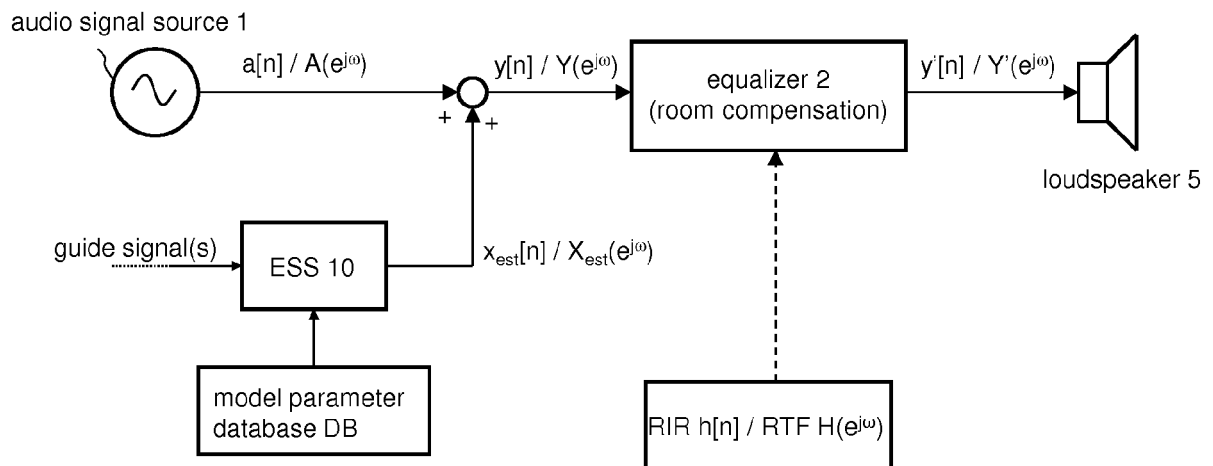 audio signal source 1
a[n] / A(e^jω)
y[n] / Y(e^jω)
equalizer 2
(room compensation)
y'[n] / Y'(e^jω)
+
+
loudspeaker 5
guide signal(s)
ESS 10
x_est[n] / X_est(e^jω)
model parameter
database DB
RIR h[n] / RTF H(e^jω)